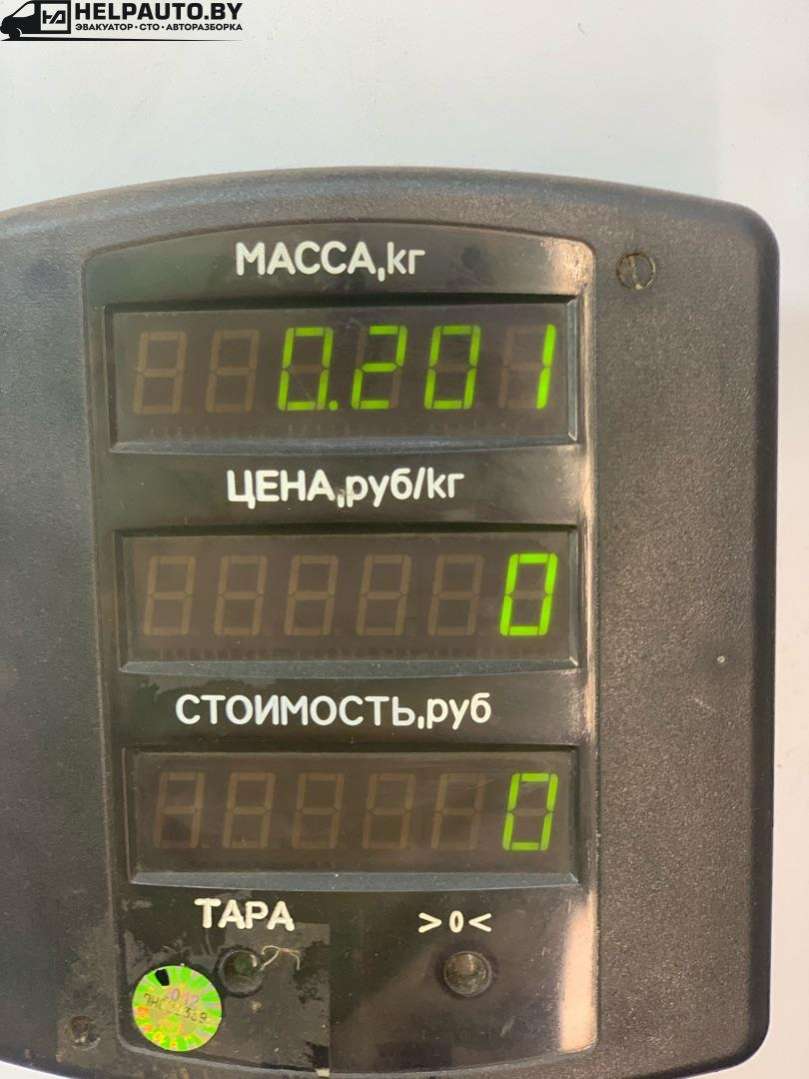 HELPAUTO.BY
ЭВАКУАТОР • СТО • АВТОРАЗБОРКА
МАССА,кг
0.201
ЦЕНА,руб/кг
0
СТОИМОСТЬ,руб
0
ТАРА >0<